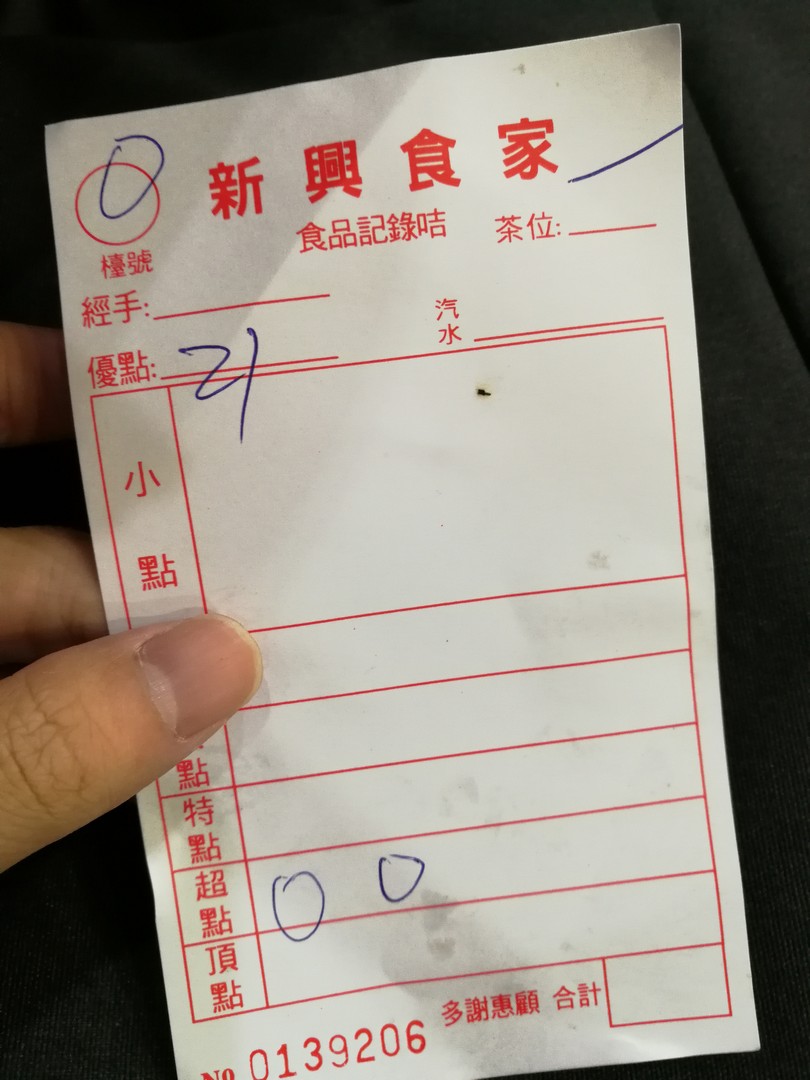 0 新興食家
食品記錄咭 茶位:
檯號
經手:
汽水
優點: 21
小點
點
特點
超點 0 0
頂點
多謝惠顧 合計
No 0139206